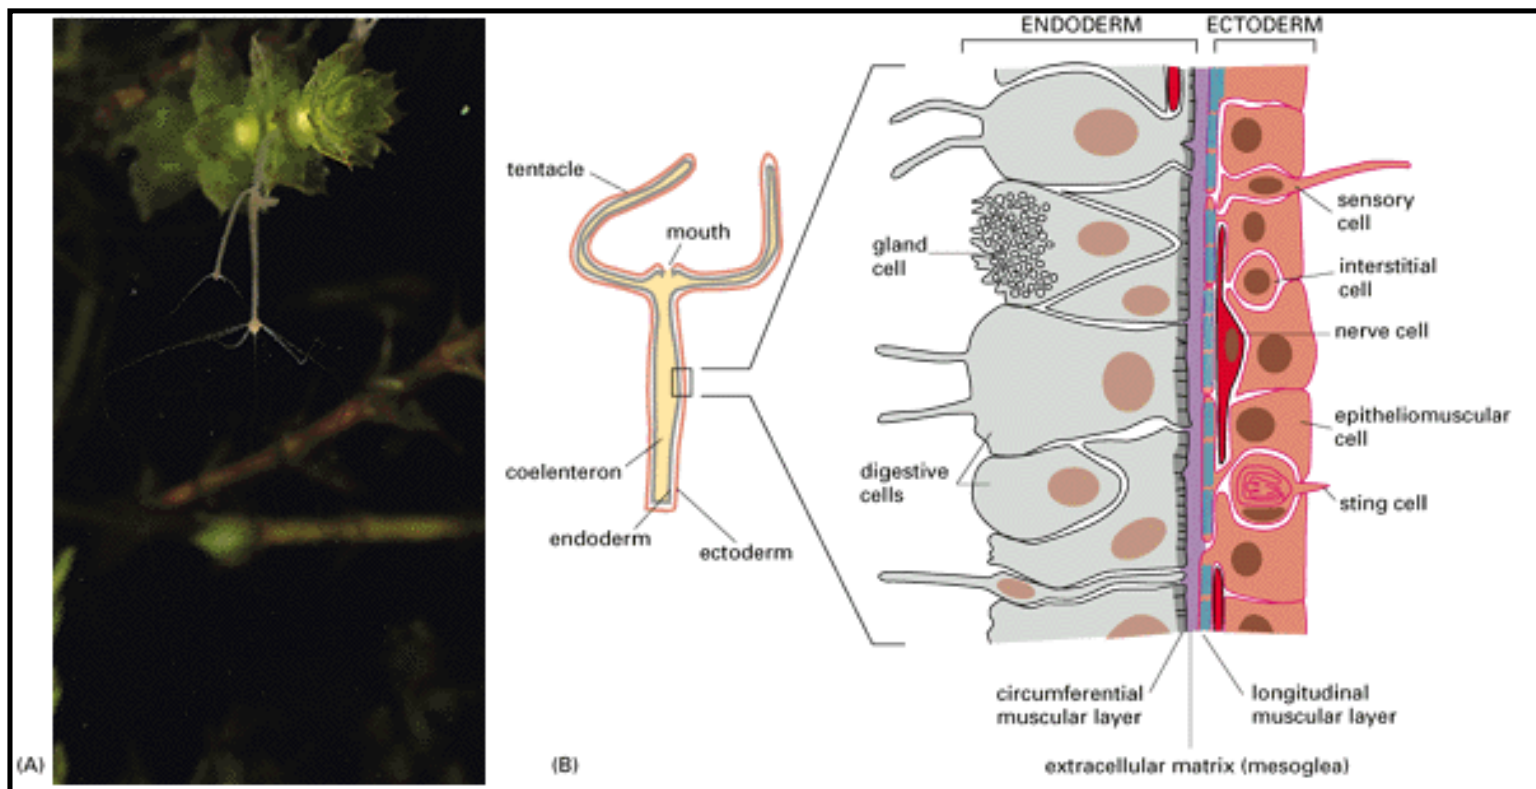 ENDODERM
ECTODERM
tentacle
mouth
coelenteron
endoderm
ectoderm
gland
cell
digestive
cells
sensory
cell
interstitial
cell
nerve cell
epitheliomuscular
cell
sting cell
circumferential
muscular layer
longitudinal
muscular layer
extracellular matrix (mesoglea)
(A)
(B)